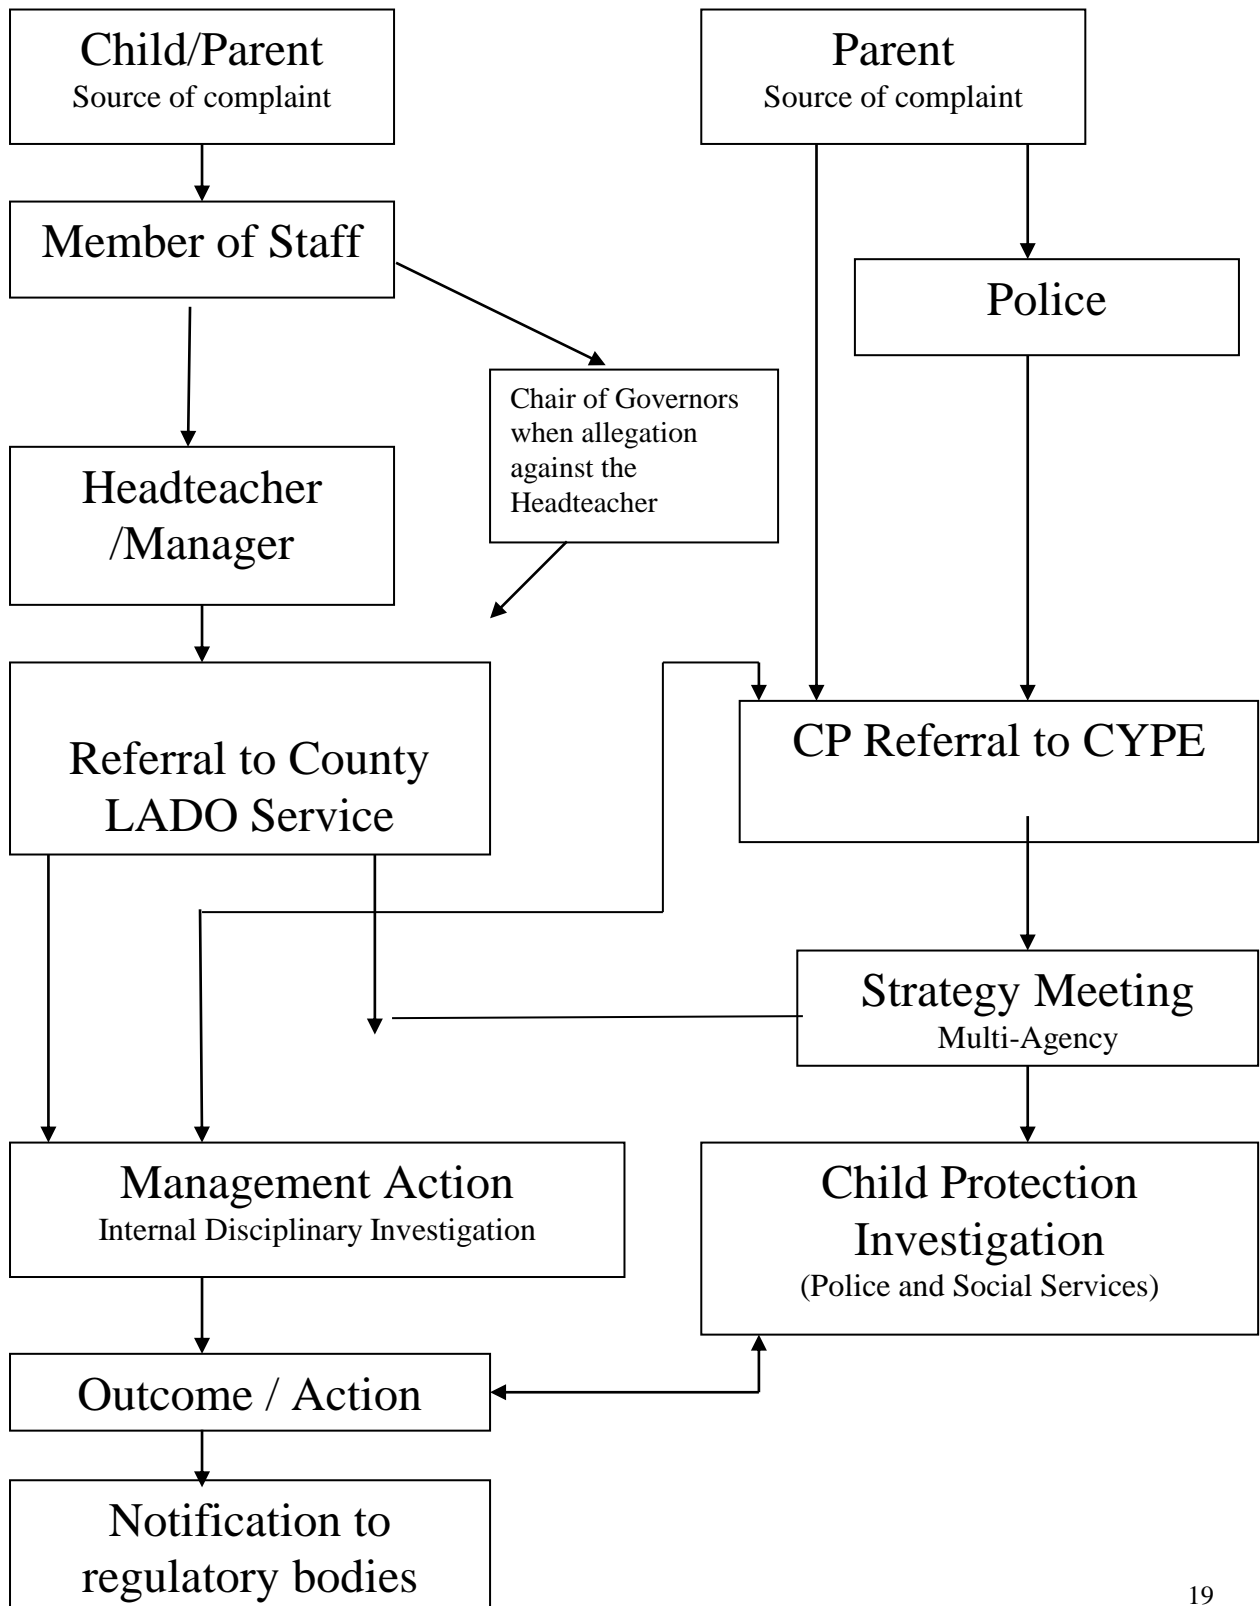 Child/Parent
Source of complaint
Parent
Source of complaint
Member of Staff
Police
Chair of Governors
when allegation
against the
Headteacher
Headteacher
/Manager
Referral to County
LADO Service
CP Referral to CYPE
Strategy Meeting
Multi-Agency
Management Action
Internal Disciplinary Investigation
Child Protection
Investigation
(Police and Social Services)
Outcome / Action
Notification to
regulatory bodies
19